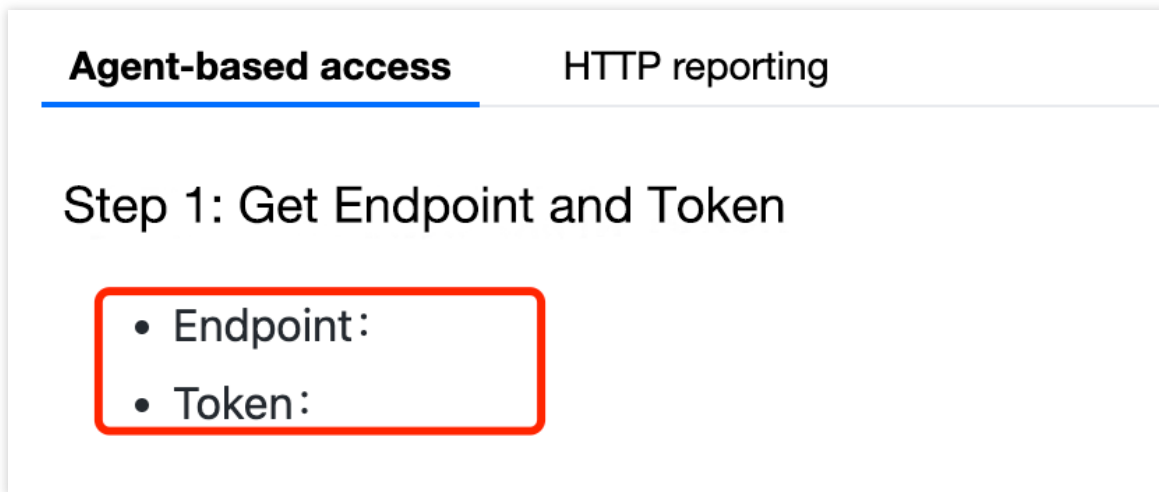 Agent-based access HTTP reporting
Step 1: Get Endpoint and Token
• Endpoint：
• Token：